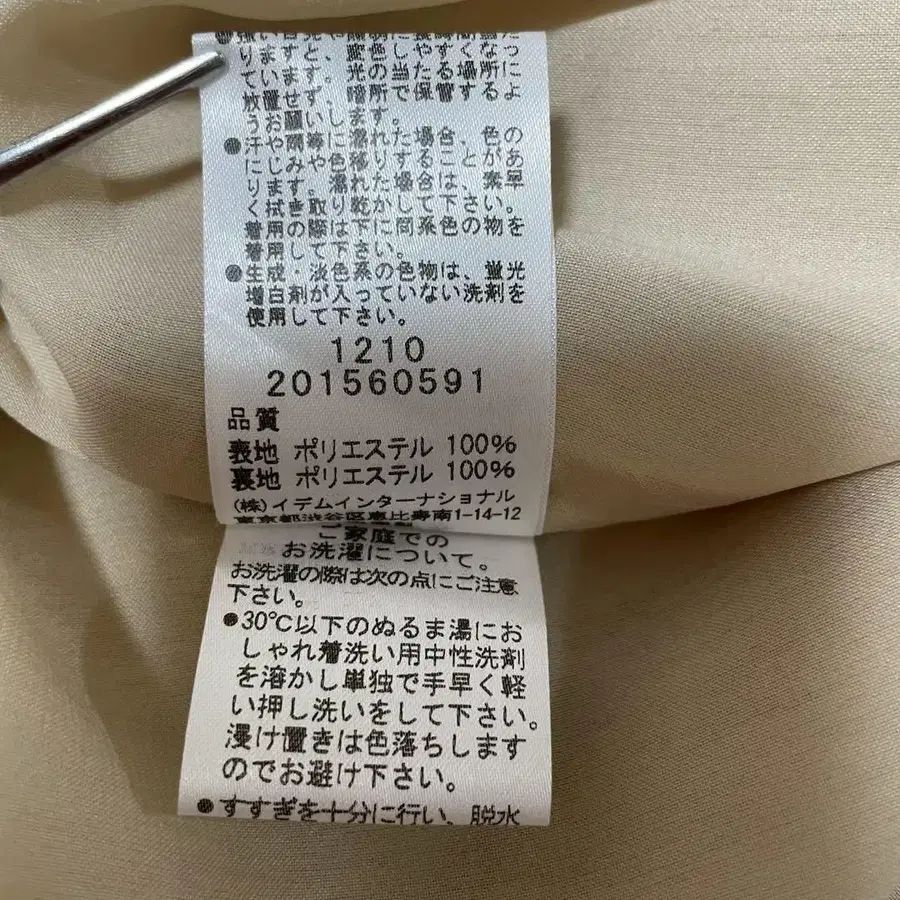 強い
りまと、変色しやすくな
て、光の当たる場所に
放置せず、暗所で保管するよ
うお願いします。
●汗や雨等に濡れた場合、色の
にじみや色移りすることがあ
ります。濡れた場合は、素早
く拭き取り乾かして下さい。
着用の際は下に同系色の物を
着用して下さい。
●生成・淡色系の色物は、蛍光
増白剤が入っていない洗剤を
使用して下さい。
1210
201560591
品質
表地 ポリエステル 100%
裏地 ポリエステル 100%
(株)イデムインターナショナル
東京都渋谷区恵比寿南1-14-12
ご家庭での
お洗濯について。
お洗濯の際は次の点にご注意
下さい。
●30℃以下のぬるま湯にお
しゃれ着洗い用中性洗剤
を溶かし単独で手早く軽
い押し洗いをして下さい。
浸け置きは色落ちします
のでお避け下さい。
●すすぎを十分に行い、脱水